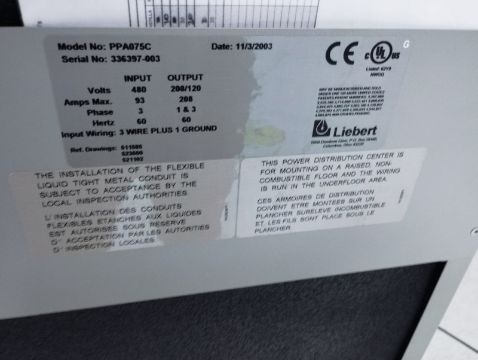 Model No: PPA075C Date: 11/3/2003
Serial No: 336397-003
INPUT OUTPUT
Volts 480 208/120
Amps Max. 93 208
Phase 3 1 & 3
Hertz 60 60
Input Wiring: 3 WIRE PLUS 1 GROUND
Ref. Drawings:
CE
UL
US
G
Liebert
THE INSTALLATION OF THE FLEXIBLE
LIQUID TIGHT METAL CONDUIT IS
SUBJECT TO ACCEPTANCE BY THE
LOCAL INSPECTION AUTHORITIES.
L' INSTALLATION DES CONDUITS
FLEXIBLES ETANCHES AUX LIQUIDES
EST AUTORISEE SOUS RESERVE
D' ACCEPTATION PAR LES AUTORITIES
D' INSPECTION LOCALES.
THIS POWER DISTRIBUTION CENTER IS
FOR MOUNTING ON A RAISED, NON-
COMBUSTIBLE FLOOR AND THE WIRING
IS RUN IN THE UNDERFLOOR AREA.
CES ARMOIRES DE DISTRIBUTION
DOIVENT ETRE MONTEES SUR UN
PLANCHER SURELEVE INCOMBUSTIBLE
ET LES FILS SONT PLACE SOUS LE
PLANCHER.